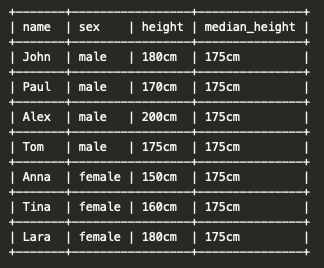 name sex height median_height
John male 180cm 175cm
Paul male 170cm 175cm
Alex male 200cm 175cm
Tom male 175cm 175cm
Anna female 150cm 175cm
Tina female 160cm 175cm
Lara female 180cm 175cm